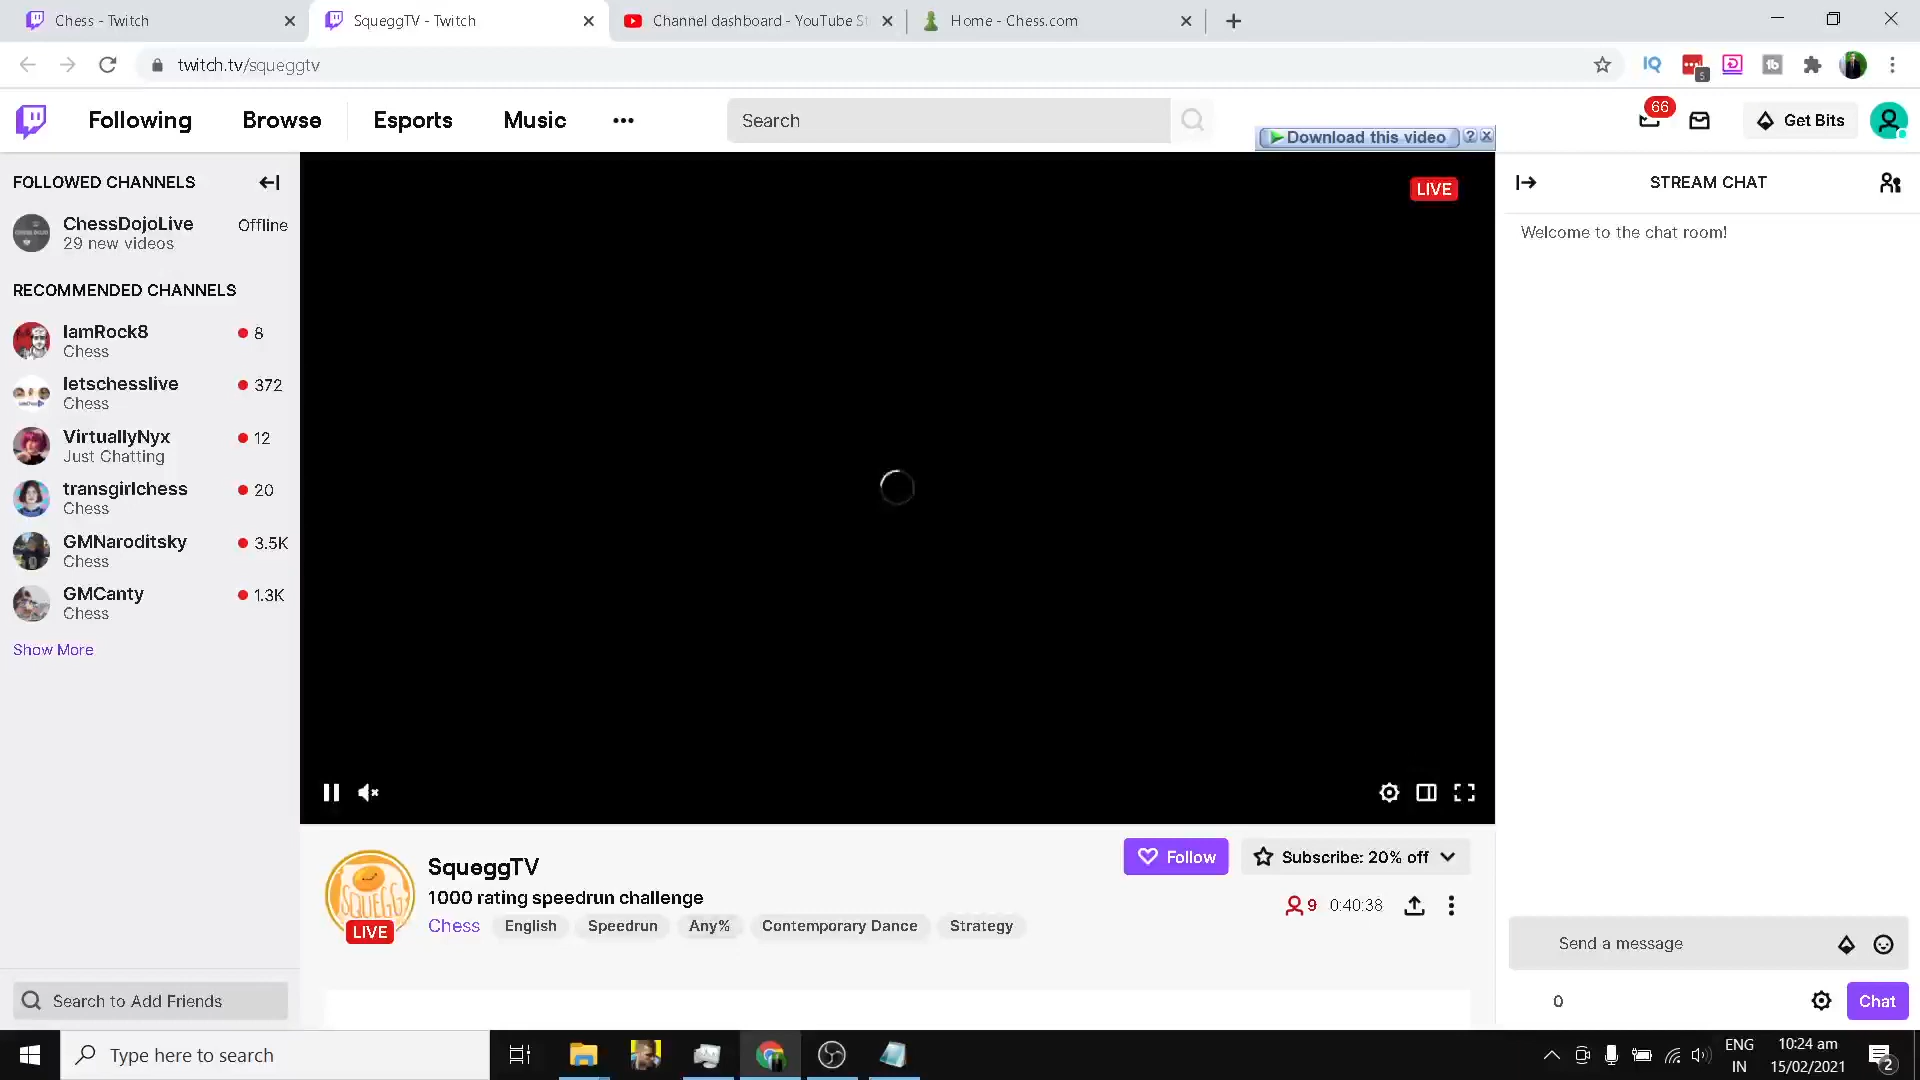 Chess - Twitch
SqueggTV - Twitch
Channel dashboard - YouTube St
Home - Chess.com
twitch.tv/squeggtv
Following
Browse
Esports
Music
Search
Download this video
66
Get Bits
FOLLOWED CHANNELS
ChessDojoLive
Offline
29 new videos
RECOMMENDED CHANNELS
IamRock8
8
Chess
letschesslive
372
Chess
VirtuallyNyx
12
Just Chatting
transgirlchess
20
Chess
GMNaroditsky
3.5K
Chess
GMCanty
1.3K
Chess
Show More
Search to Add Friends
LIVE
SQUEGG
LIVE
SqueggTV
1000 rating speedrun challenge
Chess
English
Speedrun
Any%
Contemporary Dance
Strategy
Follow
Subscribe: 20% off
9
0:40:38
STREAM CHAT
Welcome to the chat room!
Send a message
0
Chat
Type here to search
ENG
IN
10:24 am
15/02/2021
2